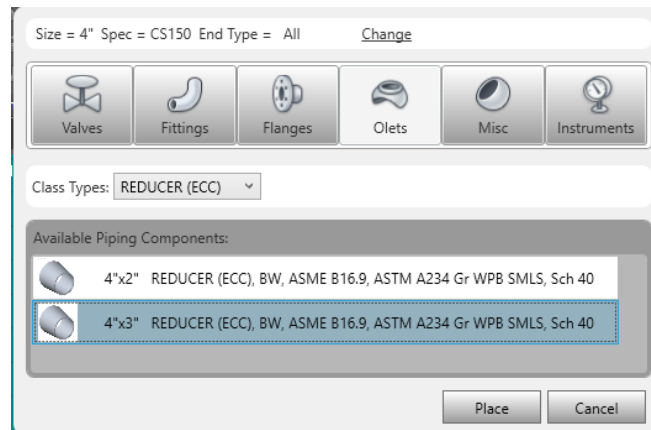 Size = 4" Spec = CS150 End Type = All Change
Valves Fittings Flanges Olets Misc Instruments
Class Types: REDUCER (ECC)
Available Piping Components:
4"x2" REDUCER (ECC), BW, ASME B16.9, ASTM A234 Gr WPB SMLS, Sch 40
4"x3" REDUCER (ECC), BW, ASME B16.9, ASTM A234 Gr WPB SMLS, Sch 40
Place Cancel